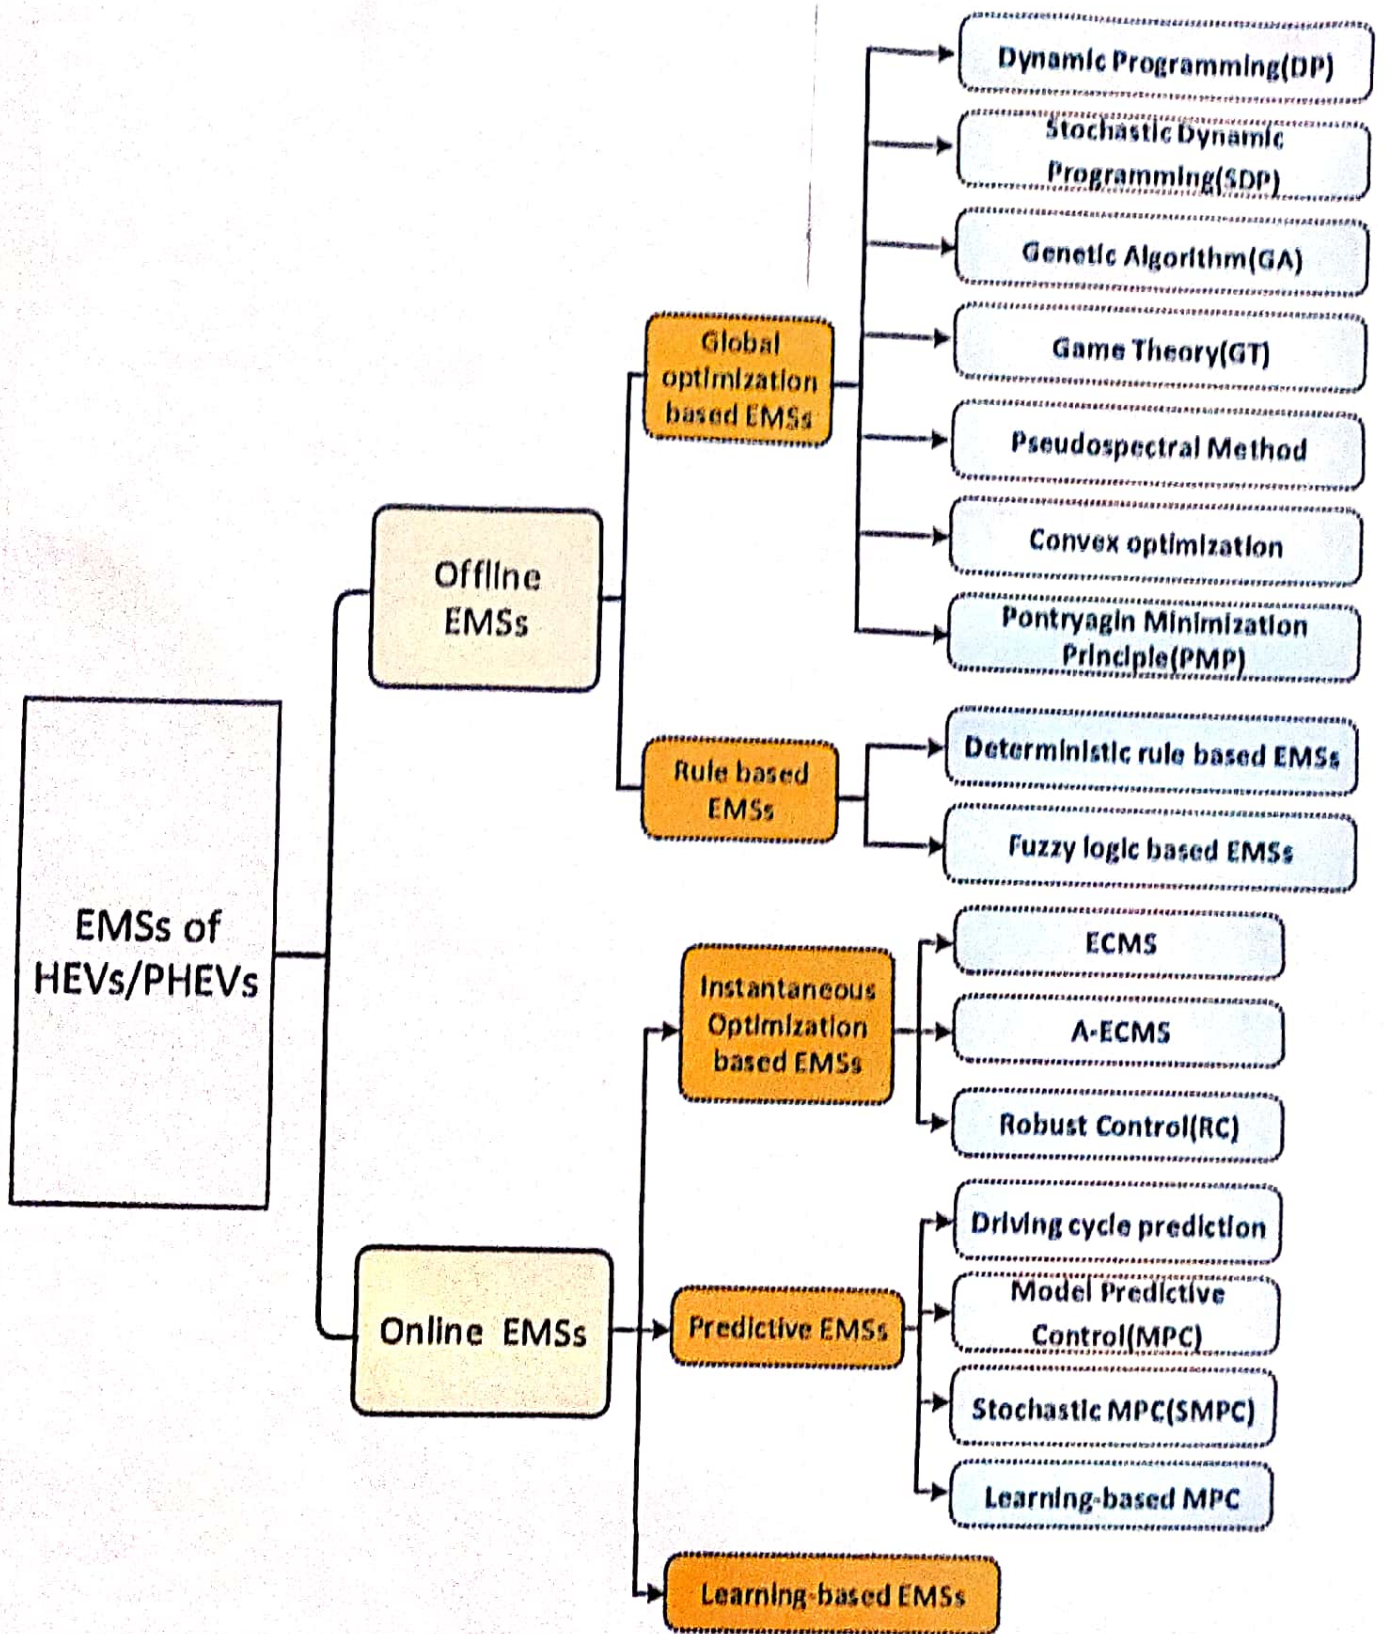 EMSs of
HEVs/PHEVs
Offline
EMSs
Global
optimization
based EMSs
Dynamic Programming(DP)
Stochastic Dynamic
Programming(SDP)
Genetic Algorithm(GA)
Game Theory(GT)
Pseudospectral Method
Convex optimization
Pontryagin Minimization
Principle(PMP)
Rule based
EMSs
Deterministic rule based EMSs
Fuzzy logic based EMSs
Online EMSs
Instantaneous
Optimization
based EMSs
ECMS
A-ECMS
Robust Control(RC)
Predictive EMSs
Driving cycle prediction
Model Predictive
Control(MPC)
Stochastic MPC(SMPC)
Learning-based MPC
Learning-based EMSs